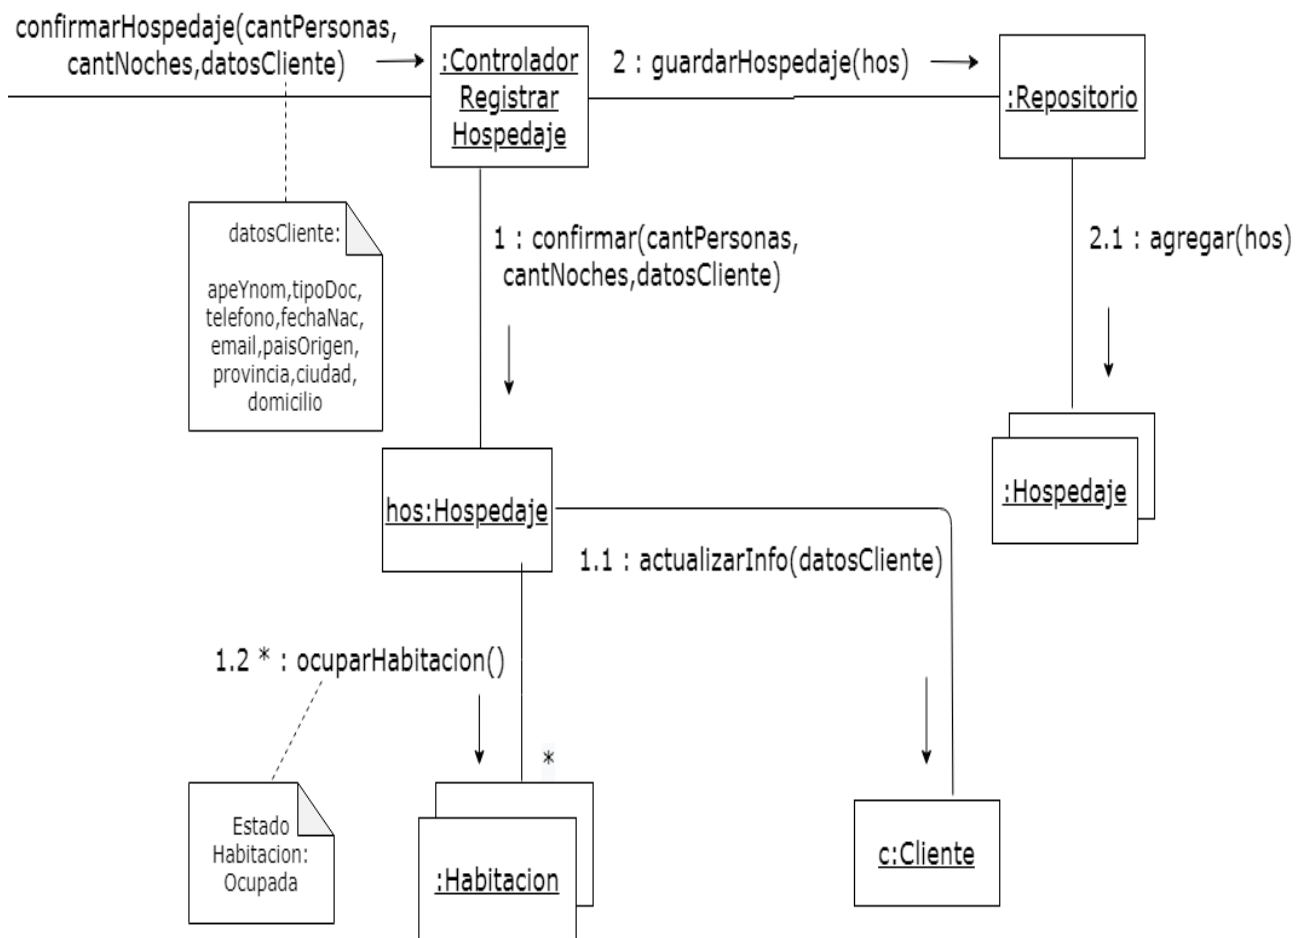 confirmarHospedaje(cantPersonas,
cantNoches,datosCliente)
:Controlador
Registrar
Hospedaje
2 : guardarHospedaje(hos)
:Repositorio
datosCliente:
apeYnom,tipoDoc,
telefono,fechaNac,
email,paisOrigen,
provincia,ciudad,
domicilio
1 : confirmar(cantPersonas,
cantNoches,datosCliente)
2.1 : agregar(hos)
hos:Hospedaje
:Hospedaje
1.1 : actualizarInfo(datosCliente)
1.2 * : ocuparHabitacion()
*
Estado
Habitacion:
Ocupada
:Habitacion
c:Cliente